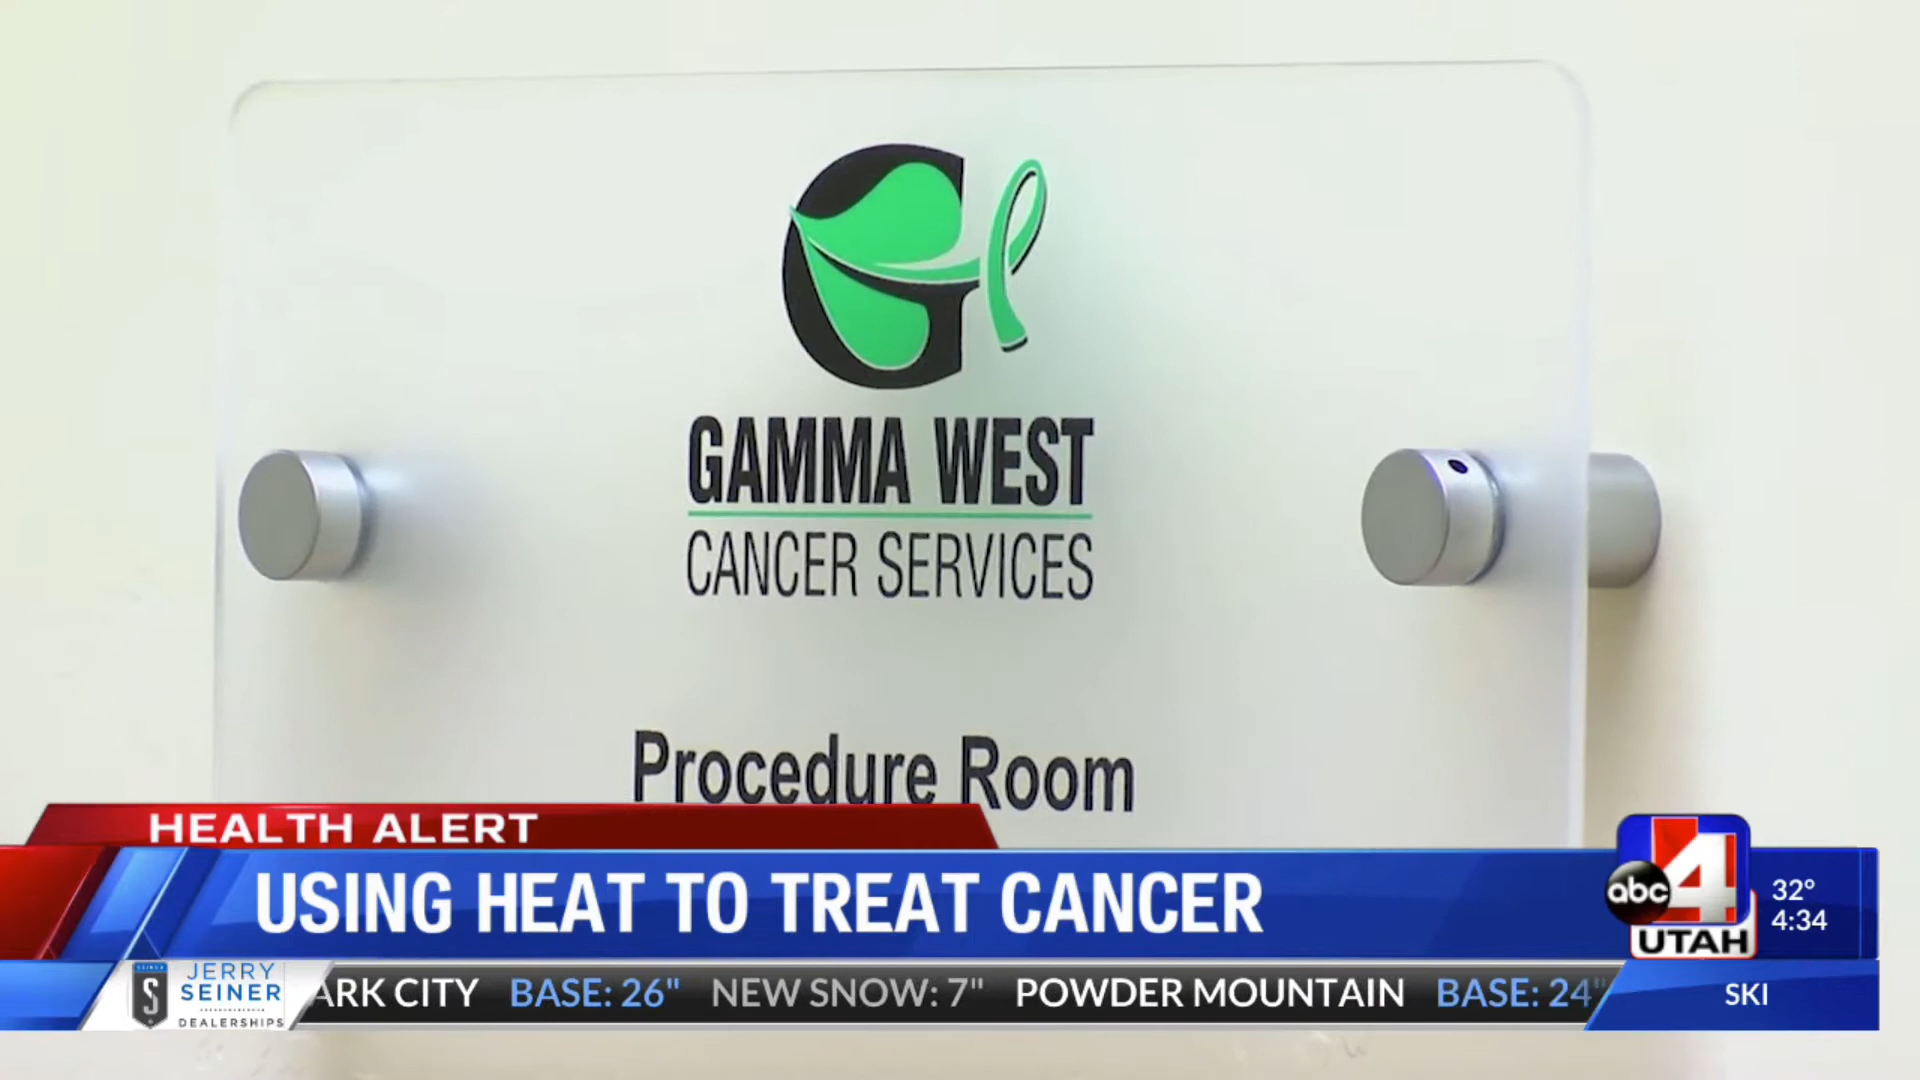 GAMMA WEST
CANCER SERVICES
Procedure Room
HEALTH ALERT
USING HEAT TO TREAT CANCER
abc 4
UTAH
32°
4:34
SEINER
S
JERRY
SEINER
DEALERSHIPS
ARK CITY BASE: 26" NEW SNOW: 7" POWDER MOUNTAIN BASE: 24"
SKI